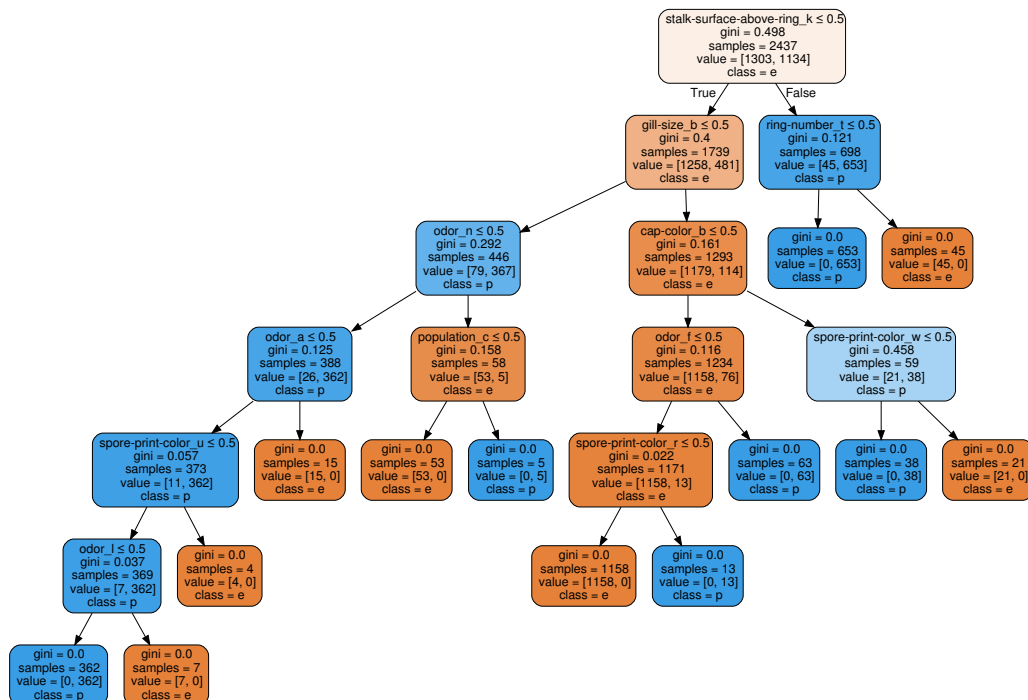 stalk-surface-above-ring_k ≤ 0.5
gini = 0.498
samples = 2437
value = [1303, 1134]
class = e
True
False
gill-size_b ≤ 0.5
gini = 0.4
samples = 1739
value = [1258, 481]
class = e
ring-number_t ≤ 0.5
gini = 0.121
samples = 698
value = [45, 653]
class = p
odor_n ≤ 0.5
gini = 0.292
samples = 446
value = [79, 367]
class = p
cap-color_b ≤ 0.5
gini = 0.161
samples = 1293
value = [1179, 114]
class = e
gini = 0.0
samples = 653
value = [0, 653]
class = p
gini = 0.0
samples = 45
value = [45, 0]
class = e
odor_a ≤ 0.5
gini = 0.125
samples = 388
value = [26, 362]
class = p
population_c ≤ 0.5
gini = 0.158
samples = 58
value = [53, 5]
class = e
odor_f ≤ 0.5
gini = 0.116
samples = 1234
value = [1158, 76]
class = e
spore-print-color_w ≤ 0.5
gini = 0.458
samples = 59
value = [21, 38]
class = p
spore-print-color_u ≤ 0.5
gini = 0.057
samples = 373
value = [11, 362]
class = p
gini = 0.0
samples = 15
value = [15, 0]
class = e
gini = 0.0
samples = 53
value = [53, 0]
class = e
gini = 0.0
samples = 5
value = [0, 5]
class = p
spore-print-color_r ≤ 0.5
gini = 0.022
samples = 1171
value = [1158, 13]
class = e
gini = 0.0
samples = 63
value = [0, 63]
class = p
gini = 0.0
samples = 38
value = [0, 38]
class = p
gini = 0.0
samples = 21
value = [21, 0]
class = e
odor_l ≤ 0.5
gini = 0.037
samples = 369
value = [7, 362]
class = p
gini = 0.0
samples = 4
value = [4, 0]
class = e
gini = 0.0
samples = 1158
value = [1158, 0]
class = e
gini = 0.0
samples = 13
value = [0, 13]
class = p
gini = 0.0
samples = 362
value = [0, 362]
class = p
gini = 0.0
samples = 7
value = [7, 0]
class = e